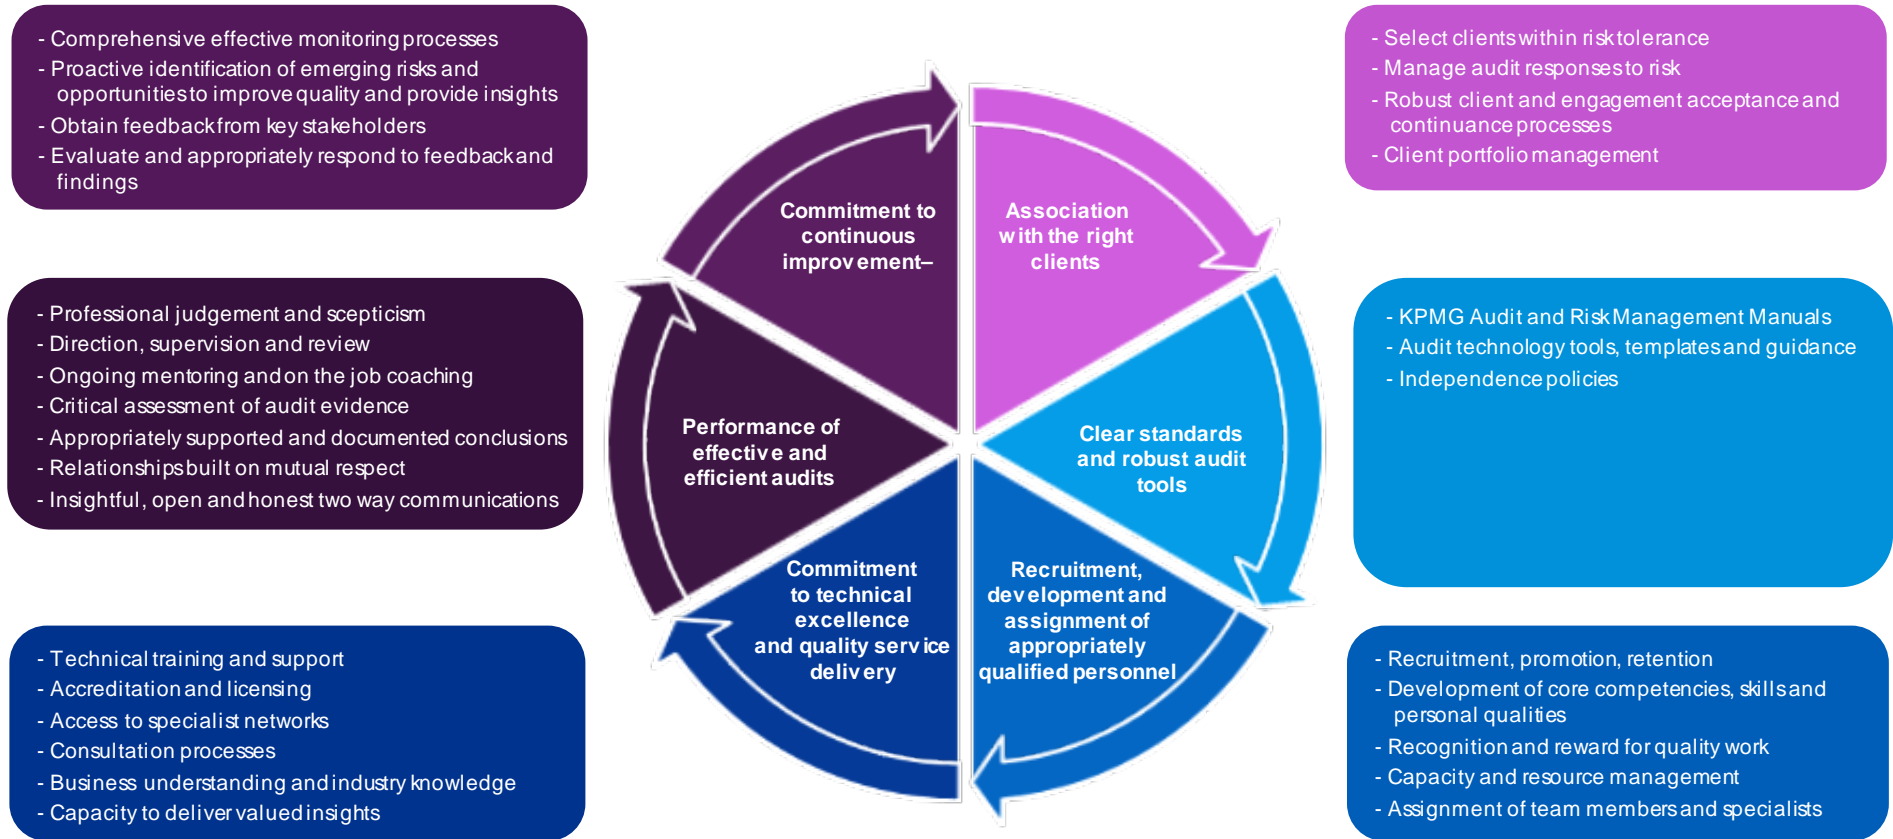 - Comprehensive effective monitoring processes
- Proactive identification of emerging risks and
opportunities to improve quality and provide insights
- Obtain feedback from key stakeholders
- Evaluate and appropriately respond to feedback and
findings
- Select clients within risk tolerance
- Manage audit responses to risk
- Robust client and engagement acceptance and
continuance processes
- Client portfolio management
Commitment to
continuous
improvement–
Association
with the right
clients
- Professional judgement and scepticism
- Direction, supervision and review
- Ongoing mentoring and on the job coaching
- Critical assessment of audit evidence
- Appropriately supported and documented conclusions
- Relationships built on mutual respect
- Insightful, open and honest two way communications
Performance of
effective and
efficient audits
Clear standards
and robust audit
tools
- KPMG Audit and Risk Management Manuals
- Audit technology tools, templates and guidance
- Independence policies
Commitment
to technical
excellence
and quality service
delivery
Recruitment,
development and
assignment of
appropriately
qualified personnel
- Technical training and support
- Accreditation and licensing
- Access to specialist networks
- Consultation processes
- Business understanding and industry knowledge
- Capacity to deliver valued insights
- Recruitment, promotion, retention
- Development of core competencies, skills and
personal qualities
- Recognition and reward for quality work
- Capacity and resource management
- Assignment of team members and specialists